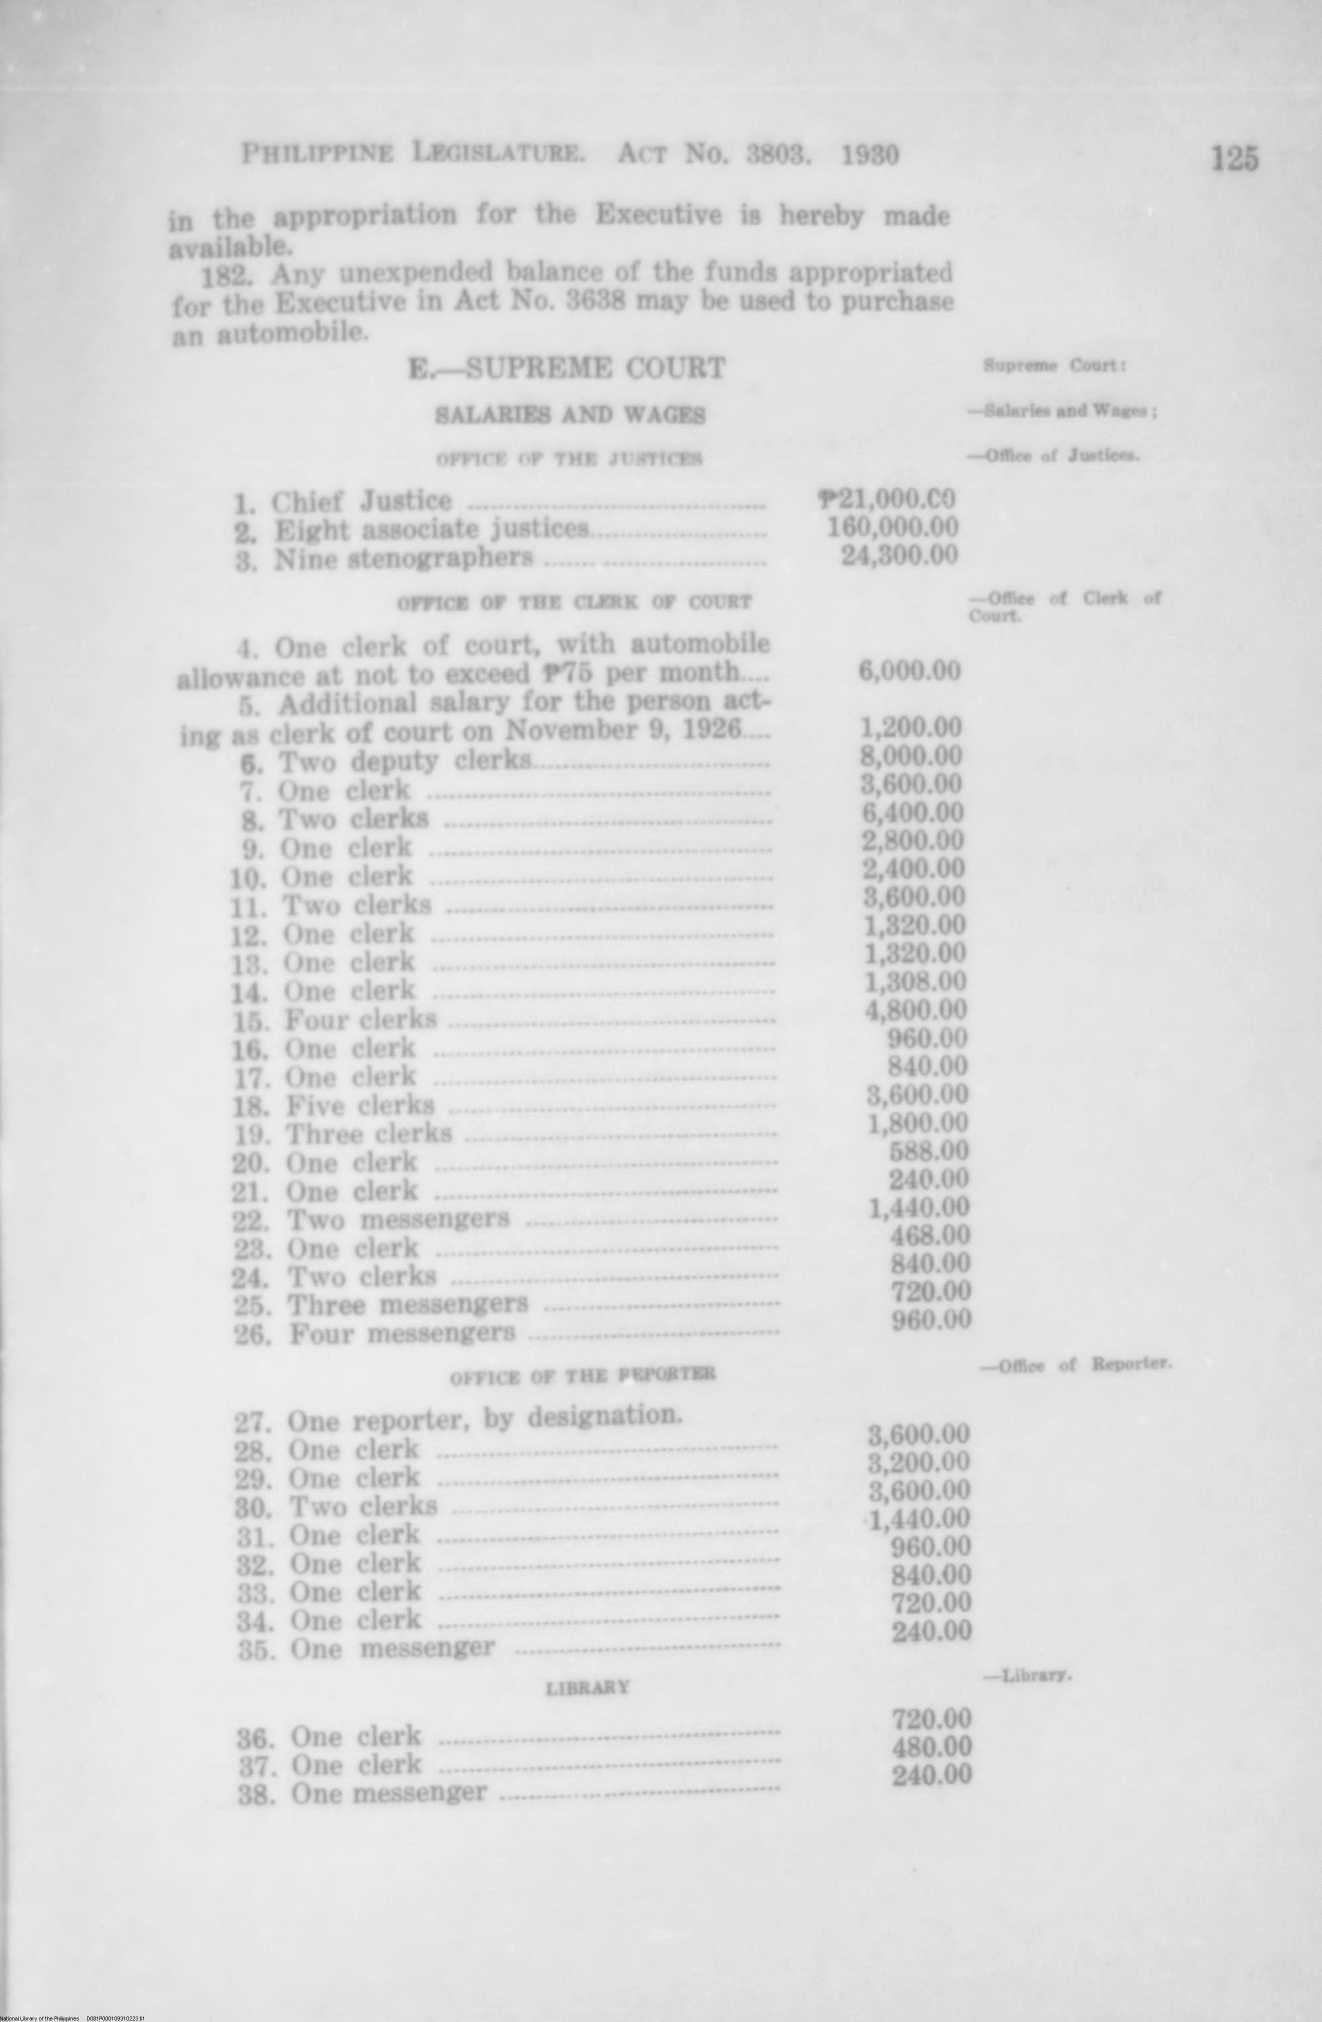 PHILIPPINE LEGISLATURE. ACT No. 3803. 1930 125
in the appropriation for the Executive is hereby made
available.
182. Any unexpended balance of the funds appropriated
for the Executive in Act No. 3638 may be used to purchase
an automobile.
E.—SUPREME COURT
Supreme Court:
SALARIES AND WAGES
—Salaries and Wages;
OFFICE OF THE JUSTICES
—Office of Justices.
1. Chief Justice ........ ₱21,000.00
2. Eight associate justices........ 160,000.00
3. Nine stenographers ........ 24,300.00
OFFICE OF THE CLERK OF COURT
—Office of Clerk of
Court.
4. One clerk of court, with automobile
allowance at not to exceed ₱75 per month.... 6,000.00
5. Additional salary for the person act-
ing as clerk of court on November 9, 1926.... 1,200.00
6. Two deputy clerks........ 8,000.00
7. One clerk ........ 3,600.00
8. Two clerks ........ 6,400.00
9. One clerk ........ 2,800.00
10. One clerk ........ 2,400.00
11. Two clerks ........ 3,600.00
12. One clerk ........ 1,320.00
13. One clerk ........ 1,320.00
14. One clerk ........ 1,308.00
15. Four clerks ........ 4,800.00
16. One clerk ........ 960.00
17. One clerk ........ 840.00
18. Five clerks ........ 3,600.00
19. Three clerks ........ 1,800.00
20. One clerk ........ 588.00
21. One clerk ........ 240.00
22. Two messengers ........ 1,440.00
23. One clerk ........ 468.00
24. Two clerks ........ 840.00
25. Three messengers ........ 720.00
26. Four messengers ........ 960.00
OFFICE OF THE REPORTER
—Office of Reporter.
27. One reporter, by designation.
28. One clerk ........ 3,600.00
29. One clerk ........ 3,200.00
30. Two clerks ........ 3,600.00
31. One clerk ........ 1,440.00
32. One clerk ........ 960.00
33. One clerk ........ 840.00
34. One clerk ........ 720.00
35. One messenger ........ 240.00
LIBRARY
—Library.
36. One clerk ........ 720.00
37. One clerk ........ 480.00
38. One messenger ........ 240.00
National Library of the Philippines